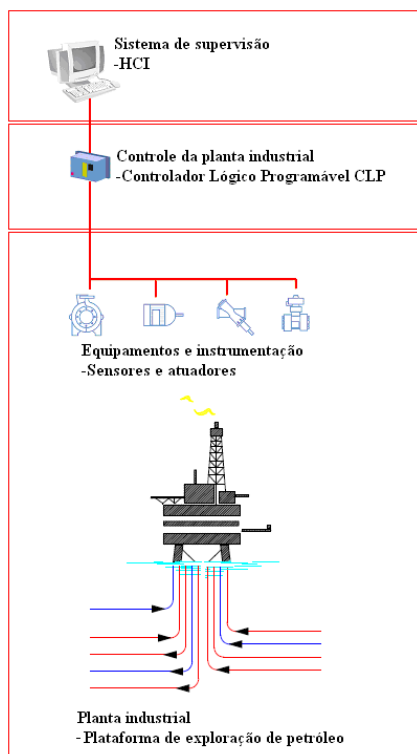 Sistema de supervisão
-HCI
Controle da planta industrial
-Controlador Lógico Programável CLP
Equipamentos e instrumentação
-Sensores e atuadores
Planta industrial
- Plataforma de exploração de petróleo